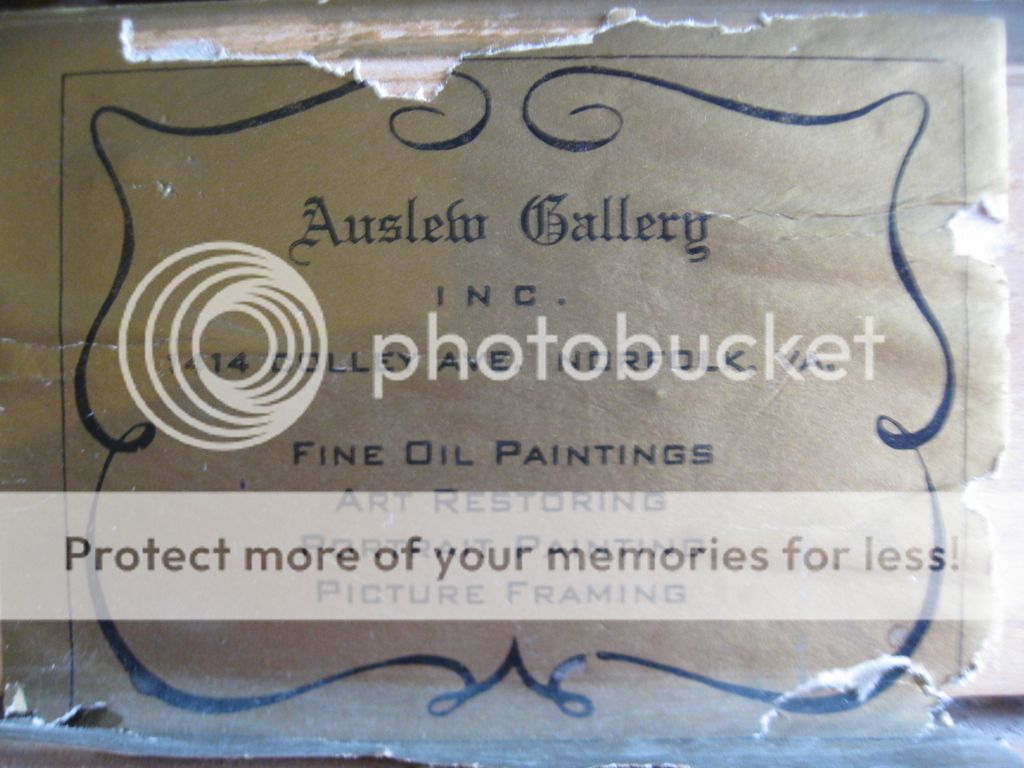 Auslew Gallery
INC.
1414 COLLEY AVE. NORFOLK, VA.
photobucket
FINE OIL PAINTINGS
ART RESTORING
PORTRAIT PAINTING
Protect more of your memories for less!
PICTURE FRAMING